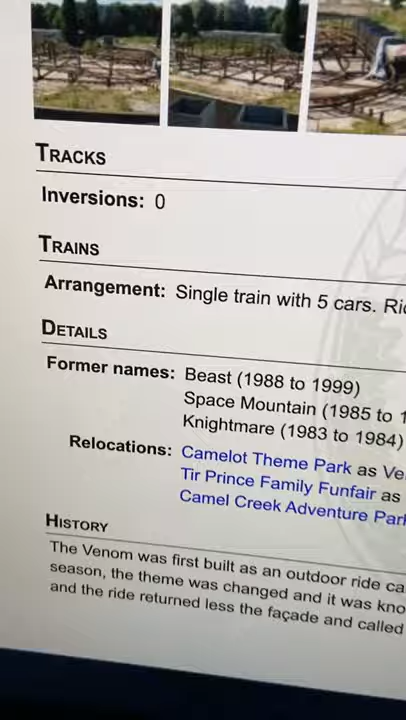 TRACKS
Inversions: 0
TRAINS
Arrangement: Single train with 5 cars.
DETAILS
Former names: Beast (1988 to 1999)
Space Mountain (1985 to
Knightmare (1983 to 1984)
Relocations: Camelot Theme Park as
Tir Prince Family Funfair as
Camel Creek Adventure
HISTORY
The Venom was first built as an outdoor ride
season, the theme was changed and it was
and the ride returned less the façade and called